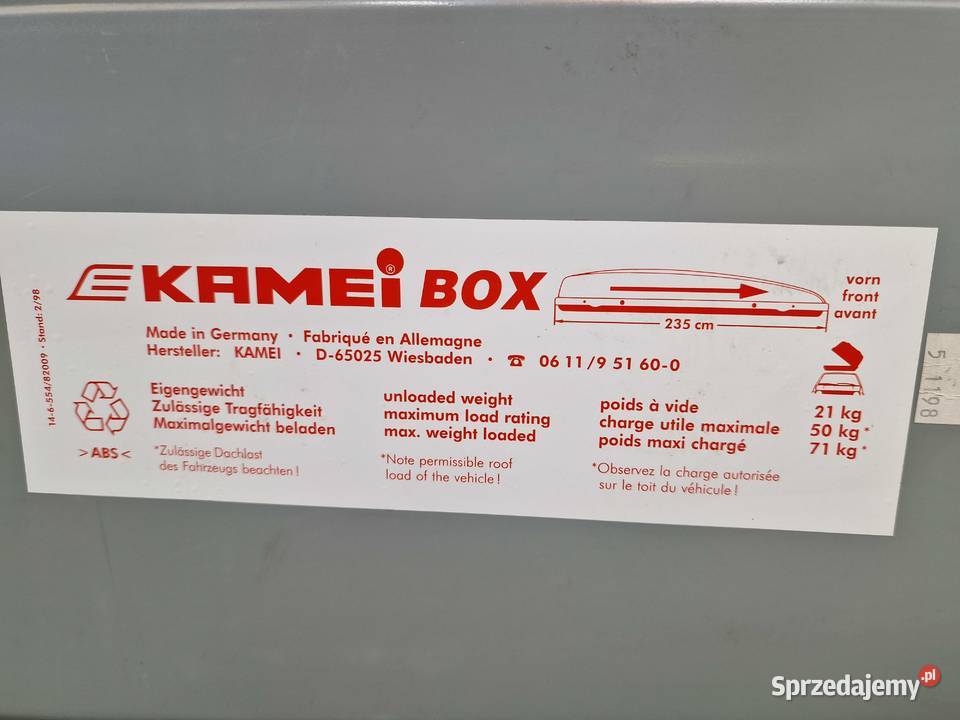 KAMEi® BOX
235 cm
vorn
front
avant
14-6-554/82009 • Stand: 2/98
Made in Germany • Fabriqué en Allemagne
Hersteller: KAMEI • D-65025 Wiesbaden • ☎ 06 11/9 51 60-0
Eigengewicht unloaded weight poids à vide 21 kg
Zulässige Tragfähigkeit maximum load rating charge utile maximale 50 kg*
Maximalgewicht beladen max. weight loaded poids maxi chargé 71 kg*
>ABS<
*Zulässige Dachlast
des Fahrzeugs beachten!
*Note permissible roof
load of the vehicle!
*Observez la charge autorisée
sur le toit du véhicule!
5 1198
Sprzedajemy.pl